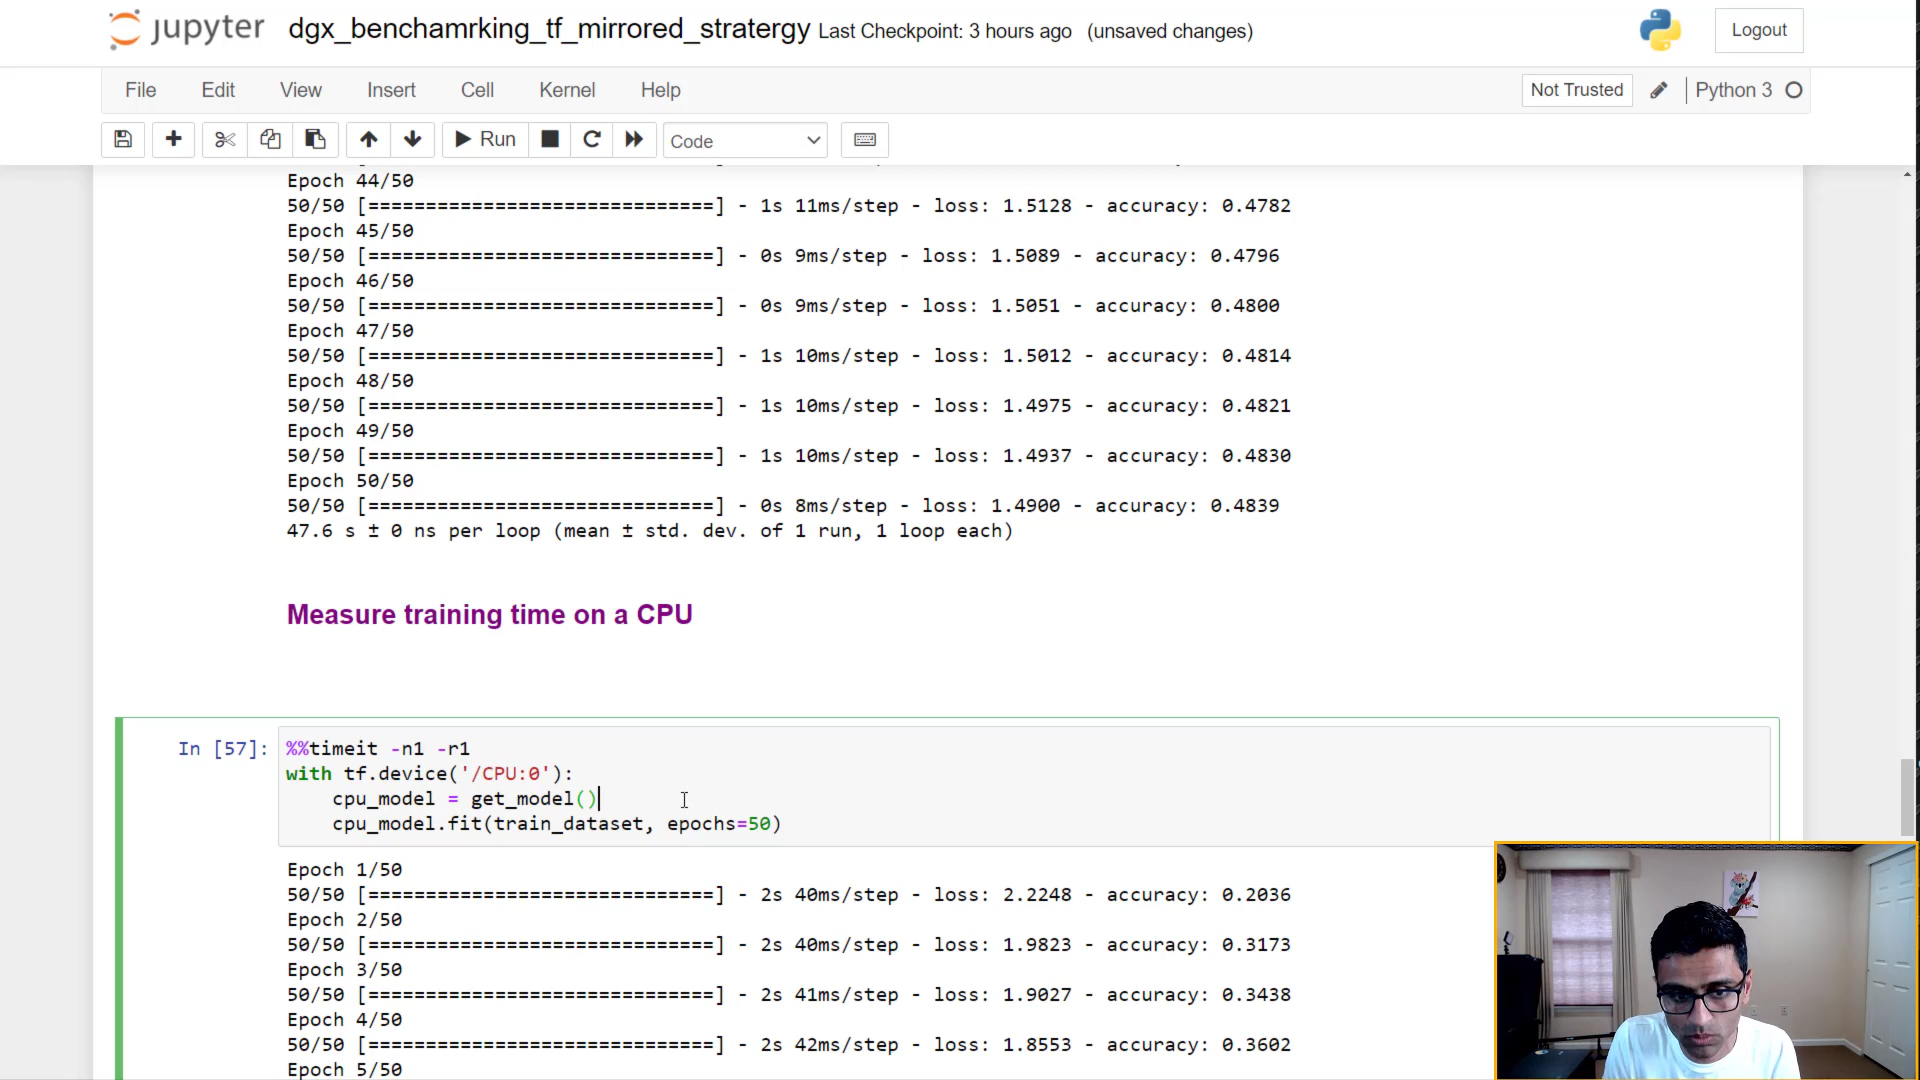 jupyter dgx_benchamrking_tf_mirrored_stratergy Last Checkpoint: 3 hours ago (unsaved changes) Logout
File Edit View Insert Cell Kernel Help Not Trusted Python 3
Run Code
Epoch 44/50
50/50 [==============================] - 1s 11ms/step - loss: 1.5128 - accuracy: 0.4782
Epoch 45/50
50/50 [==============================] - 0s 9ms/step - loss: 1.5089 - accuracy: 0.4796
Epoch 46/50
50/50 [==============================] - 0s 9ms/step - loss: 1.5051 - accuracy: 0.4800
Epoch 47/50
50/50 [==============================] - 1s 10ms/step - loss: 1.5012 - accuracy: 0.4814
Epoch 48/50
50/50 [==============================] - 1s 10ms/step - loss: 1.4975 - accuracy: 0.4821
Epoch 49/50
50/50 [==============================] - 1s 10ms/step - loss: 1.4937 - accuracy: 0.4830
Epoch 50/50
50/50 [==============================] - 0s 8ms/step - loss: 1.4900 - accuracy: 0.4839
47.6 s ± 0 ns per loop (mean ± std. dev. of 1 run, 1 loop each)
Measure training time on a CPU
In [57]: %%timeit -n1 -r1
with tf.device('/CPU:0'):
    cpu_model = get_model()
    cpu_model.fit(train_dataset, epochs=50)
Epoch 1/50
50/50 [==============================] - 2s 40ms/step - loss: 2.2248 - accuracy: 0.2036
Epoch 2/50
50/50 [==============================] - 2s 40ms/step - loss: 1.9823 - accuracy: 0.3173
Epoch 3/50
50/50 [==============================] - 2s 41ms/step - loss: 1.9027 - accuracy: 0.3438
Epoch 4/50
50/50 [==============================] - 2s 42ms/step - loss: 1.8553 - accuracy: 0.3602
Epoch 5/50